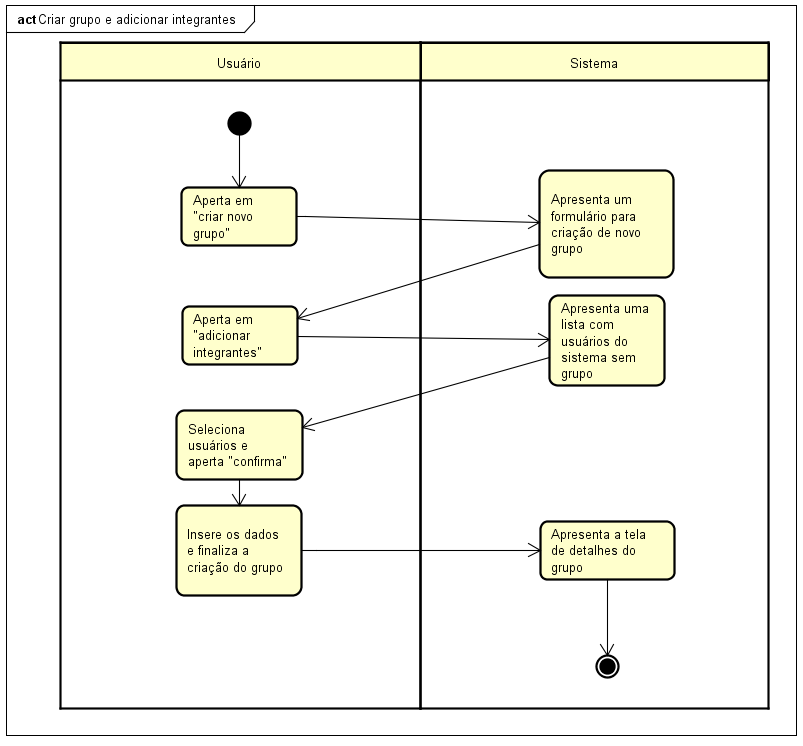 act Criar grupo e adicionar integrantes
Usuário
Sistema
Aperta em
"criar novo
grupo"
Apresenta um
formulário para
criação de novo
grupo
Aperta em
"adicionar
integrantes"
Apresenta uma
lista com
usuários do
sistema sem
grupo
Seleciona
usuários e
aperta "confirma"
Insere os dados
e finaliza a
criação do grupo
Apresenta a tela
de detalhes do
grupo